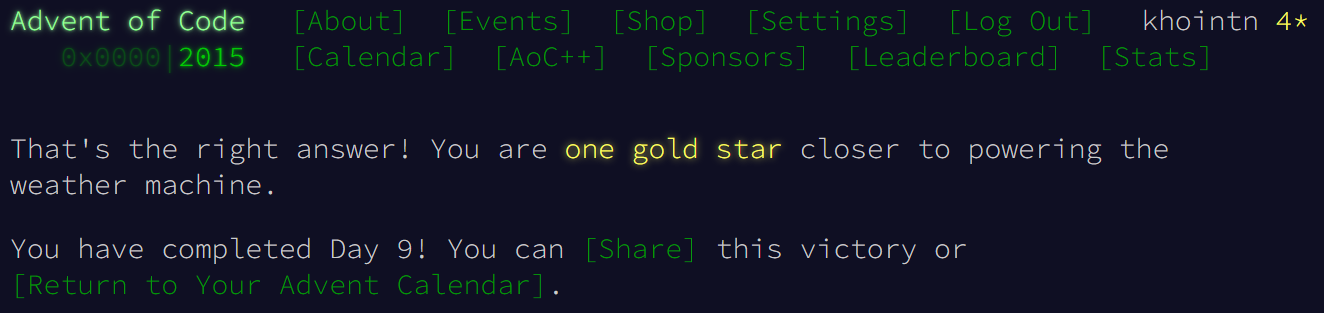 Advent of Code [About] [Events] [Shop] [Settings] [Log Out] khointn 4*
0x0000|2015 [Calendar] [AoC++] [Sponsors] [Leaderboard] [Stats]
That's the right answer! You are one gold star closer to powering the
weather machine.
You have completed Day 9! You can [Share] this victory or
[Return to Your Advent Calendar].